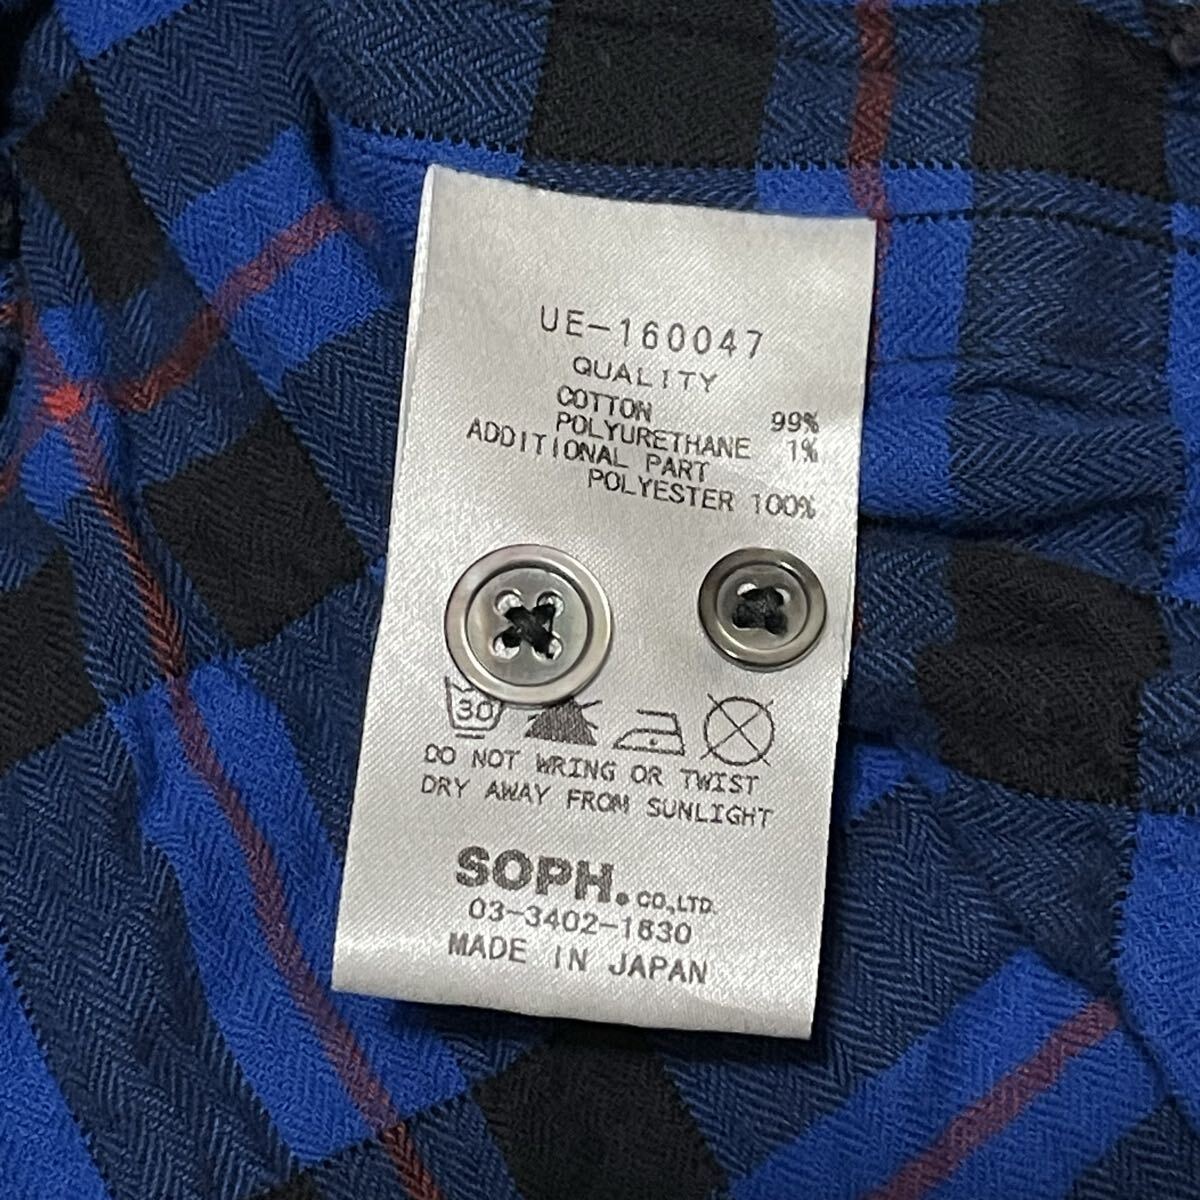 UE-160047
QUALITY
COTTON 99%
POLYURETHANE 1%
ADDITIONAL PART
POLYESTER 100%
30
DO NOT WRING OR TWIST
DRY AWAY FROM SUNLIGHT
SOPH. CO.,LTD.
03-3402-1830
MADE IN JAPAN